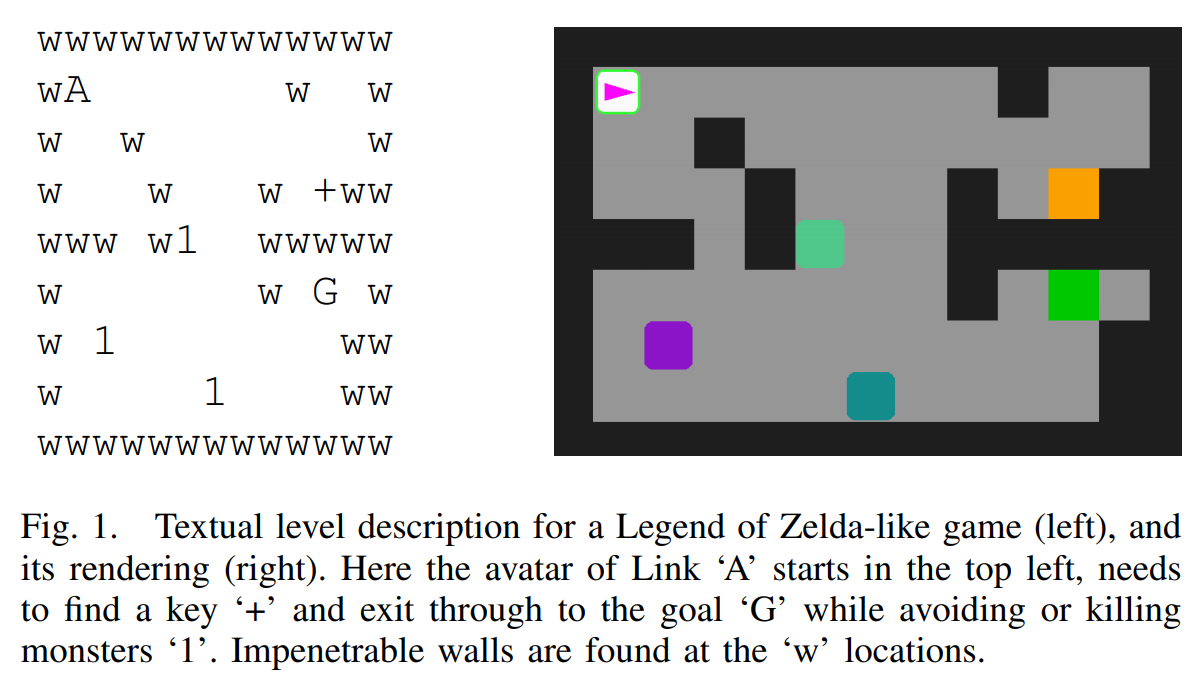 wwwwwwwwwwwww
wA       w  w
w  w        w
w   w   w +ww
www w1  wwwww
w       w G w
w 1        ww
w     1    ww
wwwwwwwwwwwww
Fig. 1. Textual level description for a Legend of Zelda-like game (left), and
its rendering (right). Here the avatar of Link ‘A’ starts in the top left, needs
to find a key ‘+’ and exit through to the goal ‘G’ while avoiding or killing
monsters ‘1’. Impenetrable walls are found at the ‘w’ locations.